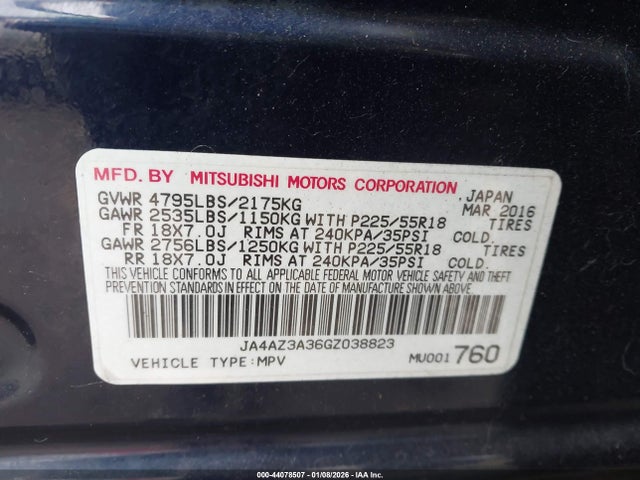 MFD. BY MITSUBISHI MOTORS CORPORATION JAPAN
GVWR 4795LBS/2175KG MAR 2016
GAWR 2535LBS/1150KG WITH P225/55R18 TIRES
FR 18X7.0J RIMS AT 240KPA/35PSI COLD.
GAWR 2756LBS/1250KG WITH P225/55R18 TIRES
RR 18X7.0J RIMS AT 240KPA/35PSI COLD.
THIS VEHICLE CONFORMS TO ALL APPLICABLE FEDERAL MOTOR VEHICLE SAFETY AND THEFT
PREVENTION STANDARDS IN EFFECT ON THE DATE OF MANUFACTURE SHOWN ABOVE.
JA4AZ3A36GZ038823
VEHICLE TYPE:MPV MU001 760
000-44078507 - 01/08/2026 - IAA Inc.